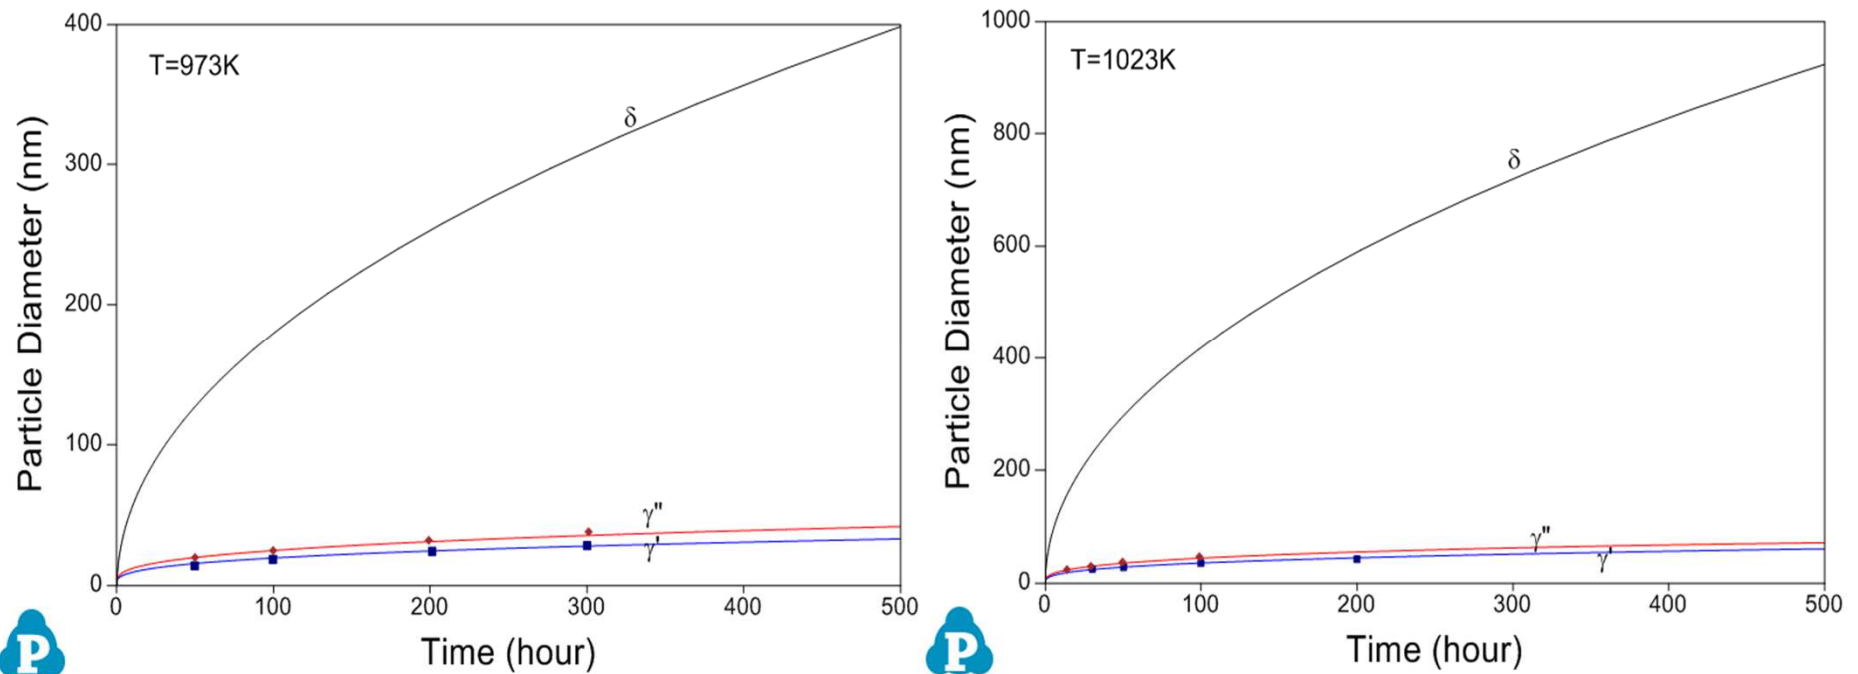 400
300
200
100
0
0 100 200 300 400 500
T=973K
δ
γ"
γ'
Particle Diameter (nm)
Time (hour)
P
1000
800
600
400
200
0
0 100 200 300 400 500
T=1023K
δ
γ"
γ'
Particle Diameter (nm)
Time (hour)
P